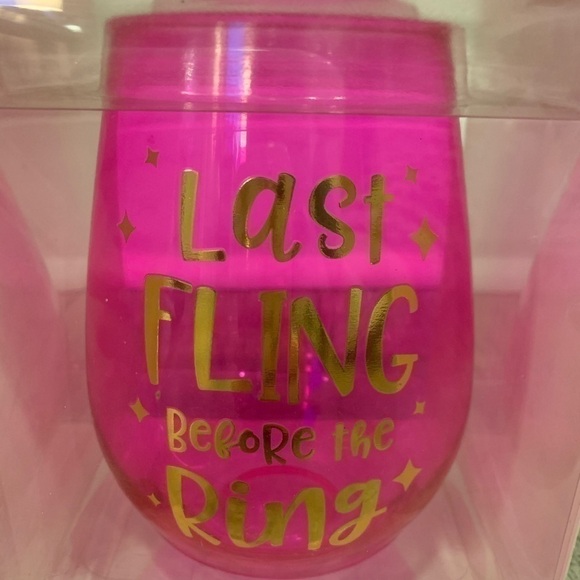 Last
FLING
BeFoRe the
Ring